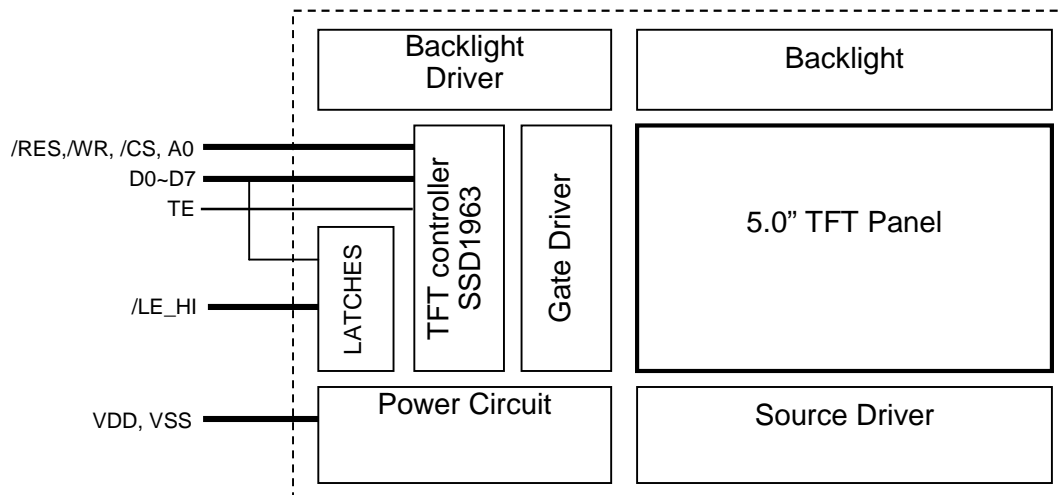 Backlight
Driver
Backlight
/RES,/WR, /CS, A0
D0~D7
TE
/LE_HI
VDD, VSS
LATCHES
TFT controller
SSD1963
Gate Driver
5.0” TFT Panel
Power Circuit
Source Driver